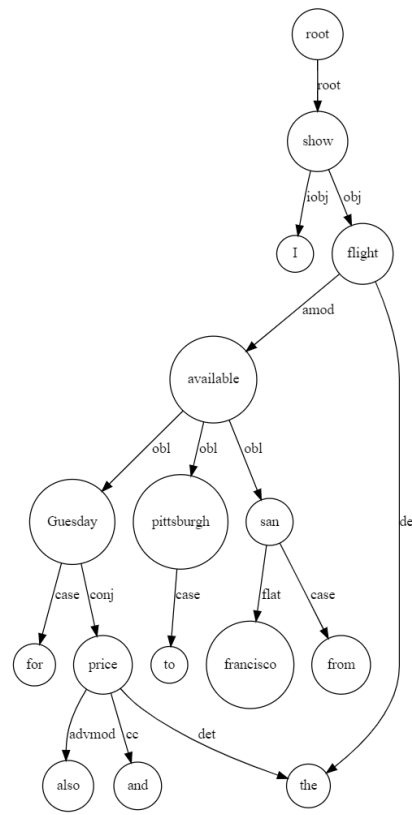 root
root
show
iobj obj
I flight
amod
available
obl obl obl de
Guesday pittsburgh san
case conj case flat case
for price to francisco from
advmod cc det
also and the